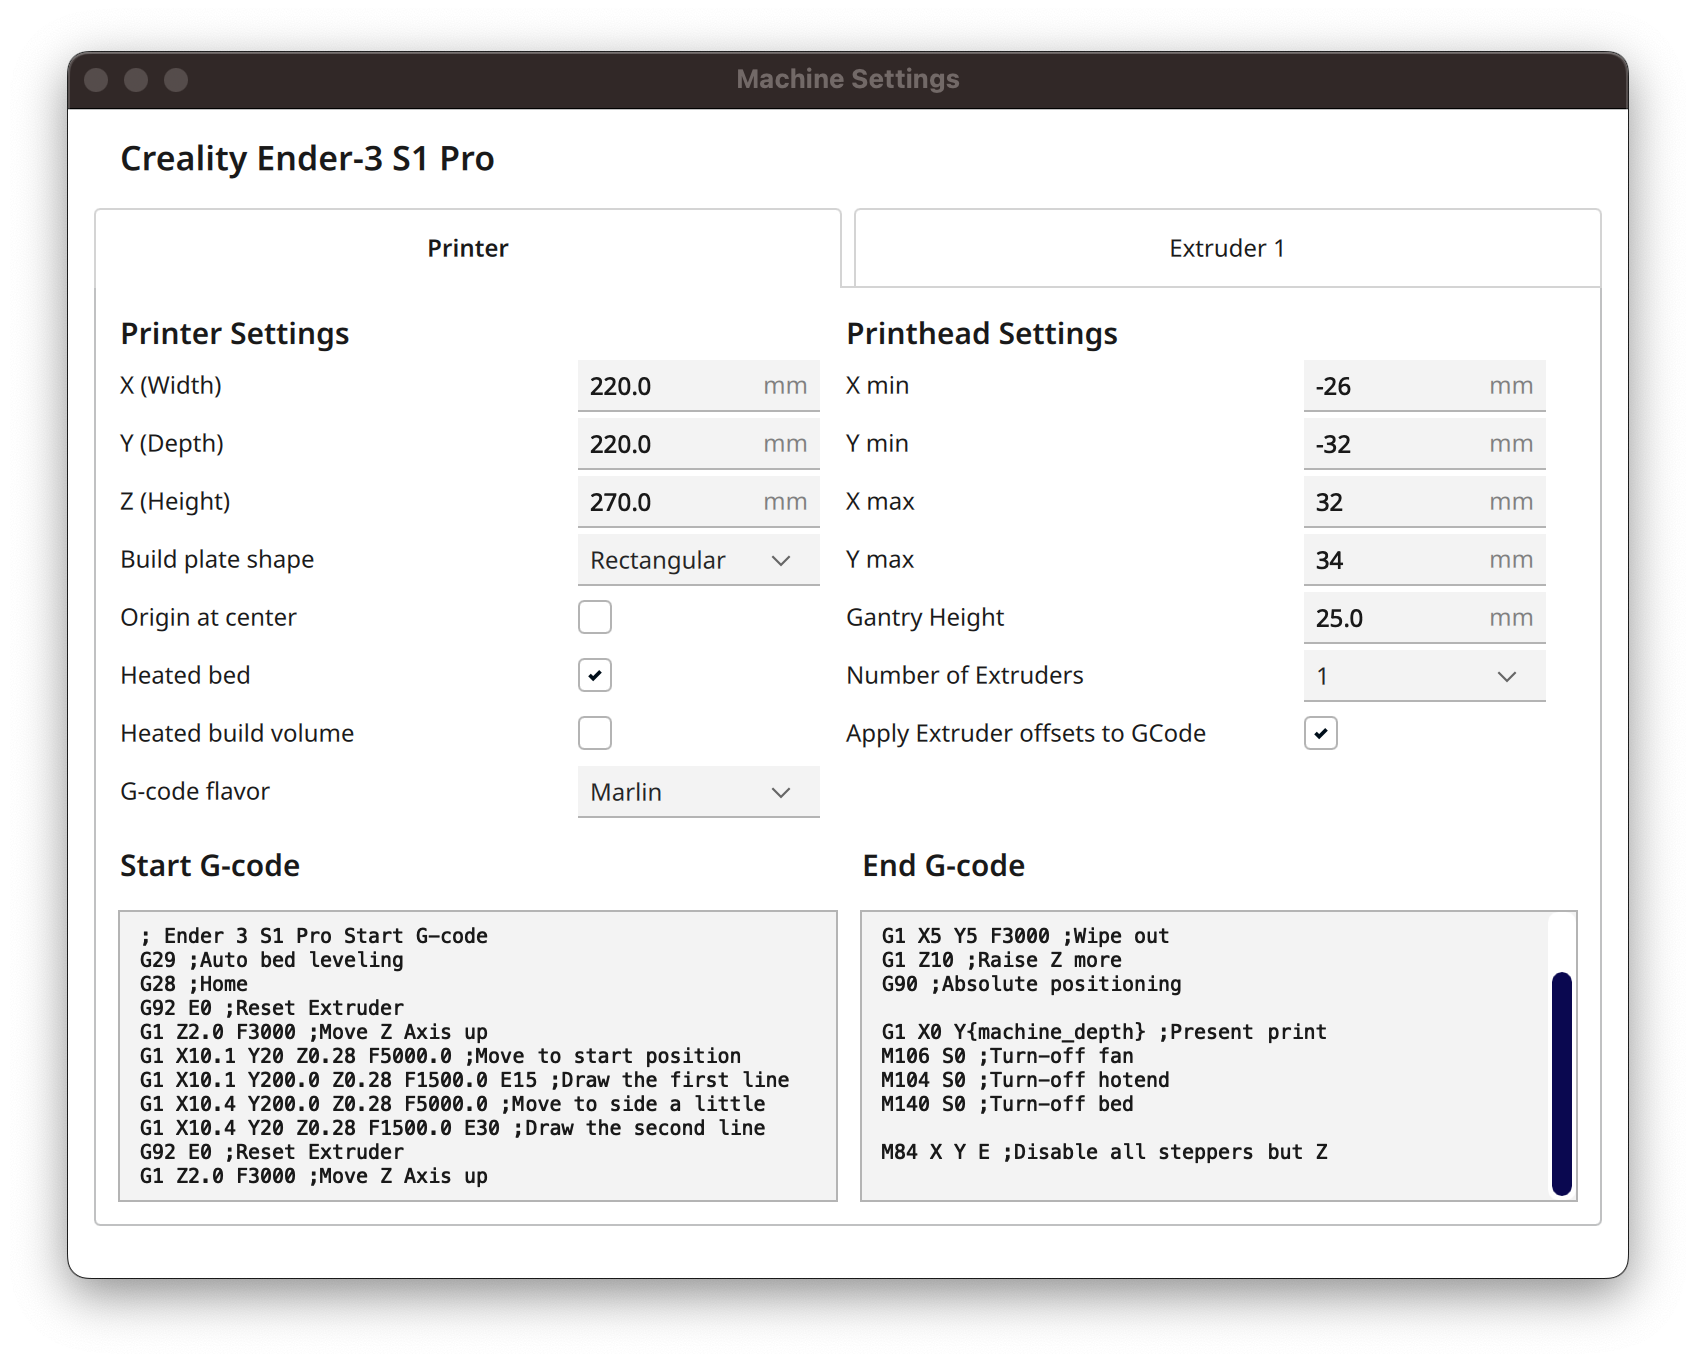 Machine Settings
Creality Ender-3 S1 Pro
Printer
Extruder 1
Printer Settings
X (Width)
220.0 mm
Y (Depth)
220.0 mm
Z (Height)
270.0 mm
Build plate shape
Rectangular
Origin at center
Heated bed
Heated build volume
G-code flavor
Marlin
Printhead Settings
X min
-26 mm
Y min
-32 mm
X max
32 mm
Y max
34 mm
Gantry Height
25.0 mm
Number of Extruders
1
Apply Extruder offsets to GCode
Start G-code
; Ender 3 S1 Pro Start G-code
G29 ;Auto bed leveling
G28 ;Home
G92 E0 ;Reset Extruder
G1 Z2.0 F3000 ;Move Z Axis up
G1 X10.1 Y20 Z0.28 F5000.0 ;Move to start position
G1 X10.1 Y200.0 Z0.28 F1500.0 E15 ;Draw the first line
G1 X10.4 Y200.0 Z0.28 F5000.0 ;Move to side a little
G1 X10.4 Y20 Z0.28 F1500.0 E30 ;Draw the second line
G92 E0 ;Reset Extruder
G1 Z2.0 F3000 ;Move Z Axis up
End G-code
G1 X5 Y5 F3000 ;Wipe out
G1 Z10 ;Raise Z more
G90 ;Absolute positioning
G1 X0 Y{machine_depth} ;Present print
M106 S0 ;Turn-off fan
M104 S0 ;Turn-off hotend
M140 S0 ;Turn-off bed
M84 X Y E ;Disable all steppers but Z